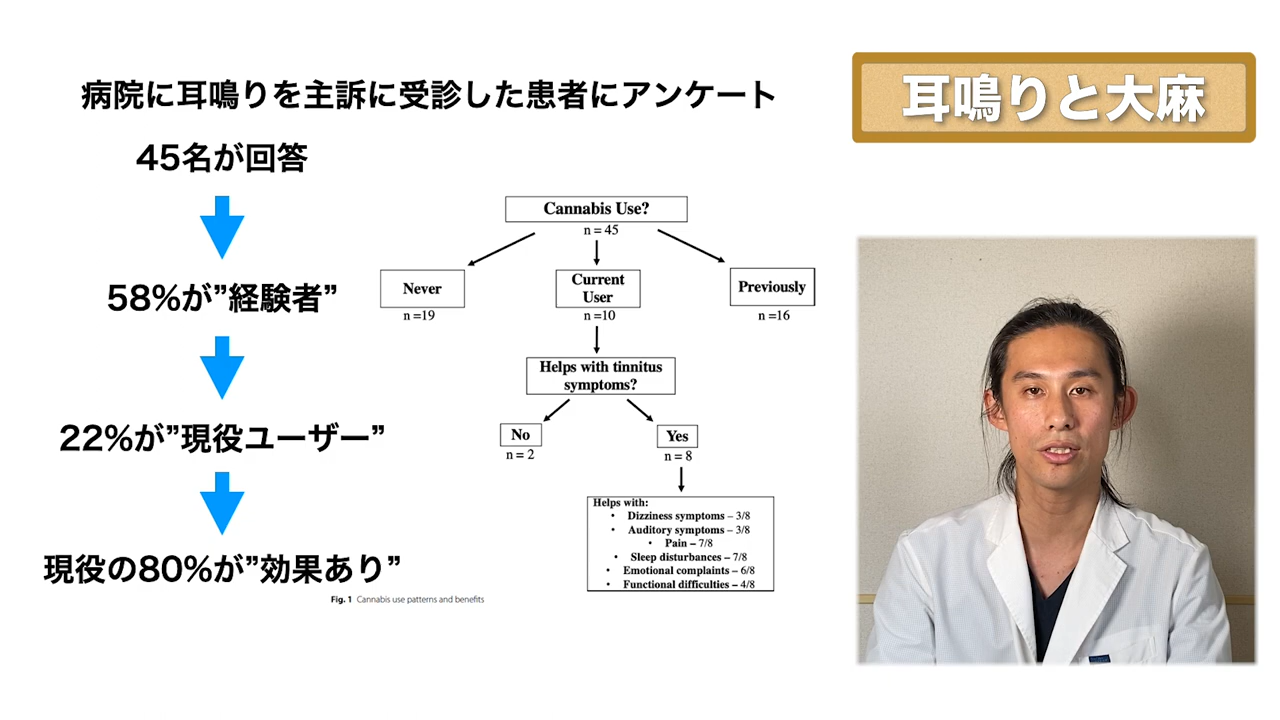 病院に耳鳴りを主訴に受診した患者にアンケート
耳鳴りと大麻
45名が回答
58%が”経験者”
22%が”現役ユーザー”
現役の80%が”効果あり”
Cannabis Use?
n = 45
Never
n =19
Current
User
n =10
Previously
n =16
Helps with tinnitus
symptoms?
No
n = 2
Yes
n = 8
Helps with:
• Dizziness symptoms – 3/8
• Auditory symptoms – 3/8
• Pain – 7/8
• Sleep disturbances – 7/8
• Emotional complaints – 6/8
• Functional difficulties – 4/8
Fig. 1 Cannabis use patterns and benefits